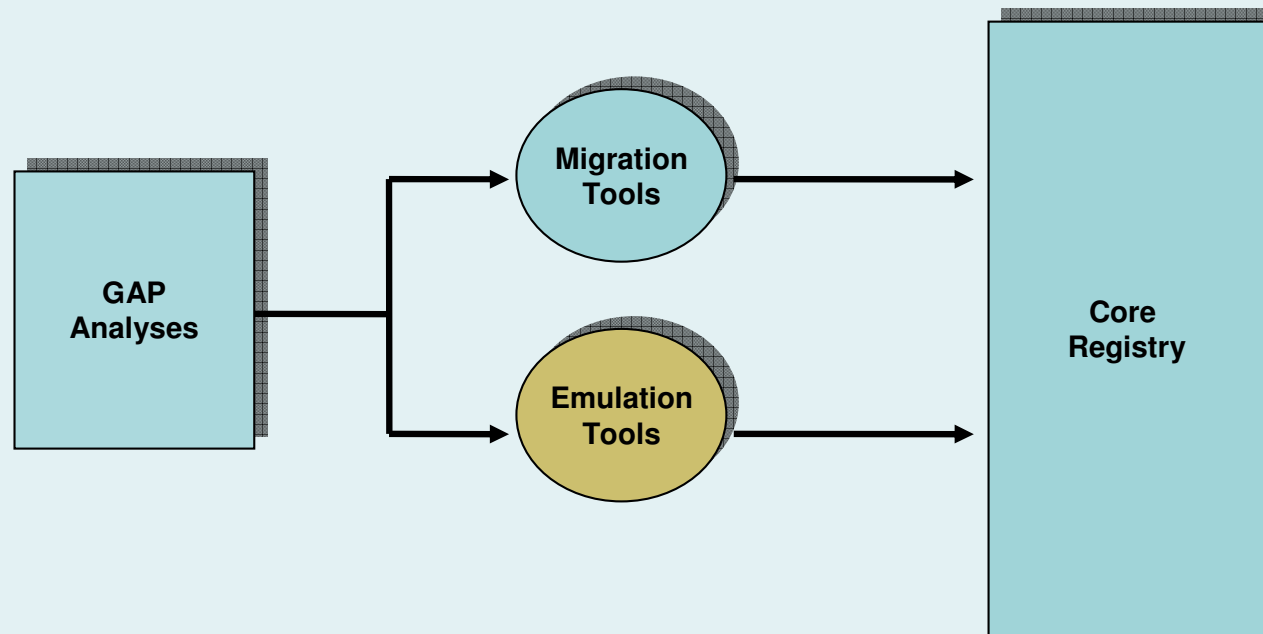 GAP
Analyses
Migration
Tools
Emulation
Tools
Core
Registry